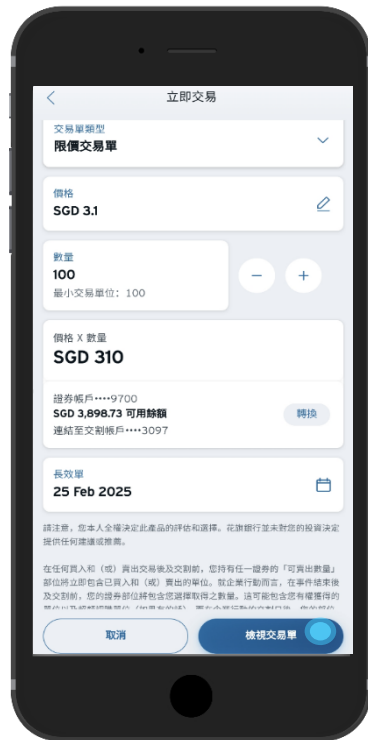 立即交易
交易單類型
限價交易單
價格
SGD 3.1
數量
100
最小交易單位：100
價格 X 數量
SGD 310
證券帳戶····9700
SGD 3,898.73 可用餘額
轉換
連結至交割帳戶····3097
長效單
25 Feb 2025
請注意，您本人全權決定此產品的評估和選擇。花旗銀行並未對您的投資決定
提供任何建議或推薦。
在任何買入和（或）賣出交易後及交割前，您持有任一證券的「可賣出數量」
部位將立即包含已買入和（或）賣出的單位。就企業行動而言，在事件結束後
及交割前，您的證券部位將包含您選擇取得之數量。這可能包含您有權獲得的
取消
檢視交易單